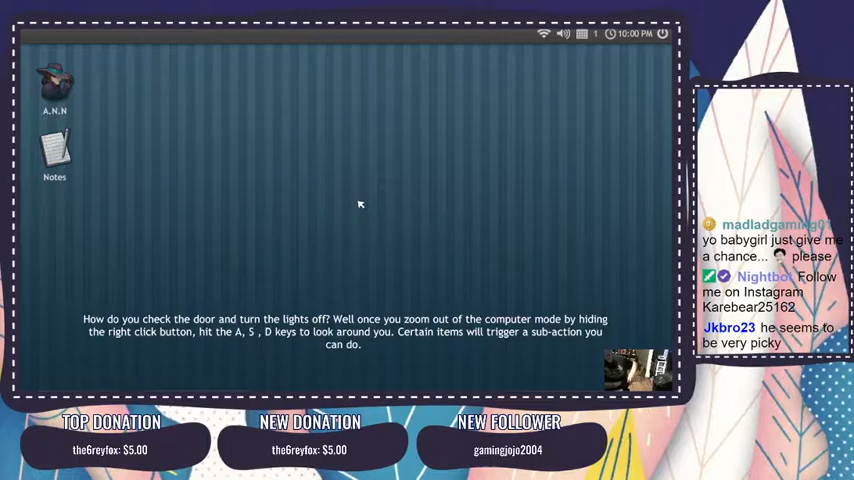 1 10:00 PM
A.N.N
Notes
How do you check the door and turn the lights off? Well once you zoom out of the computer mode by hiding
the right click button, hit the A, S , D keys to look around you. Certain items will trigger a sub-action you
can do.
madladgaming01
yo babygirl just give me
a chance... please
Nightbot Follow
me on Instagram
Karebear25162
Jkbro23 he seems to
be very picky
TOP DONATION
the6reyfox: $5.00
NEW DONATION
the6reyfox: $5.00
NEW FOLLOWER
gamingjojo2004